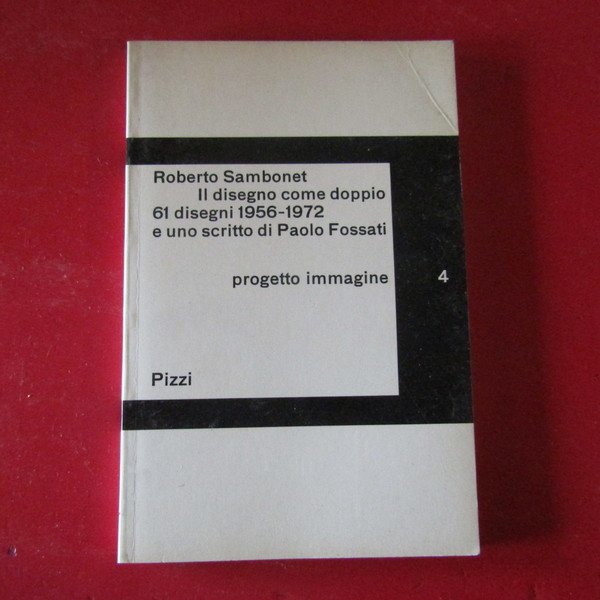 Roberto Sambonet
Il disegno come doppio
61 disegni 1956-1972
e uno scritto di Paolo Fossati
progetto immagine
4
Pizzi